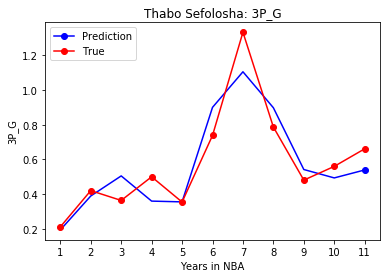 Thabo Sefolosha: 3P_G
Prediction
True
3P_G
1.2
1.0
0.8
0.6
0.4
0.2
1 2 3 4 5 6 7 8 9 10 11
Years in NBA